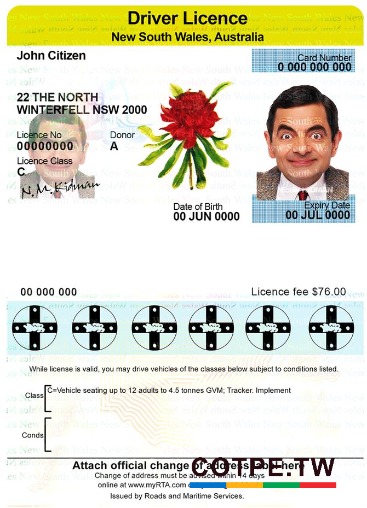 Driver Licence
New South Wales, Australia
John Citizen
Card Number
0 000 000 000
22 THE NORTH
WINTERFELL NSW 2000
Licence No
00000000
Donor
A
Licence Class
C
N.M.Kidman
Date of Birth
00 JUN 0000
Expiry Date
00 JUL 0000
00 000 000
Licence fee $76.00
While license is valid, you may drive vehicles of the classes below subject to conditions listed.
Class
C=Vehicle seating up to 12 adults to 4.5 tonnes GVM; Tracker. Implement
Conds
Attach official change of address label here
Change of address must be advised within 14 days
online at www.myRTA.com
Issued by Roads and Maritime Services.
COTPE.TW